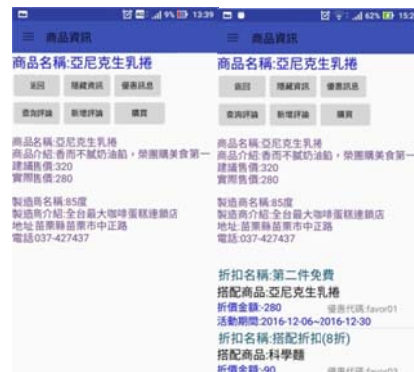 9% 13:39
商品資訊
商品名稱:亞尼克生乳捲
返回 隱藏資訊 優惠訊息
查詢評論 新增評論 購買
商品名稱:亞尼克生乳捲
商品介紹:香而不膩奶油餡,榮團購美食第一
建議售價:320
實際售價:280
製造商名稱:85度
製造商介紹:全台最大咖啡蛋糕連鎖店
地址苗栗縣苗栗市中正路
電話:037-427437
62% 15:2
商品資訊
商品名稱:亞尼克生乳捲
返回 隱藏資訊 優惠訊息
查詢評論 新增評論 購買
商品名稱:亞尼克生乳捲
商品介紹:香而不膩奶油餡,榮團購美食第一
建議售價:320
實際售價:280
製造商名稱:85度
製造商介紹:全台最大咖啡蛋糕連鎖店
地址苗栗縣苗栗市中正路
電話:037-427437
折扣名稱:第二件免費
搭配商品:亞尼克生乳捲
折價金額:-280 優惠代碼:favor01
活動期間:2016-12-06~2016-12-30
折扣名稱:搭配折扣(8折)
搭配商品:科學麵
折價金額:-90 優惠代碼:favor03